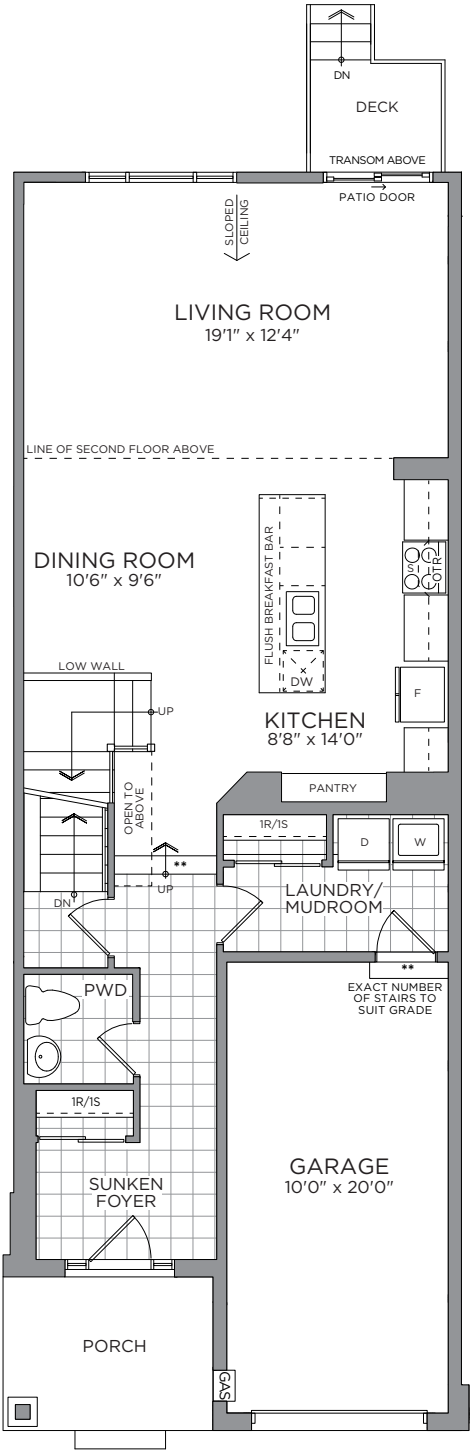 DN
DECK
TRANSOM ABOVE
PATIO DOOR
SLOPED
CEILING
LIVING ROOM
19'1" x 12'4"
LINE OF SECOND FLOOR ABOVE
DINING ROOM
10'6" x 9'6"
FLUSH BREAKFAST BAR
S
OTR
DW
F
LOW WALL
UP
KITCHEN
8'8" x 14'0"
OPEN TO
ABOVE
PANTRY
1R/1S
D
W
**
UP
LAUNDRY/
MUDROOM
DN
**
EXACT NUMBER
OF STAIRS TO
SUIT GRADE
PWD
1R/1S
SUNKEN
FOYER
GARAGE
10'0" x 20'0"
PORCH
GAS